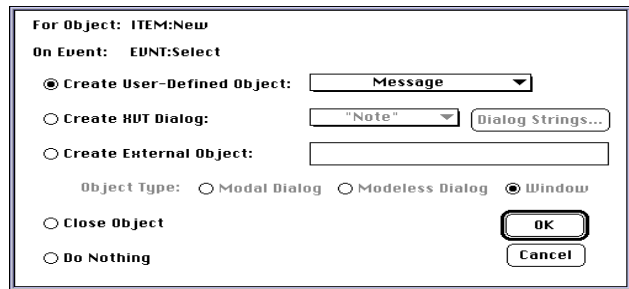 For Object: ITEM:New
On Event: EVNT:Select
Create User-Defined Object: Message
Create XVT Dialog: "Note" Dialog Strings...
Create External Object:
Object Type: Modal Dialog Modeless Dialog Window
Close Object OK
Do Nothing Cancel